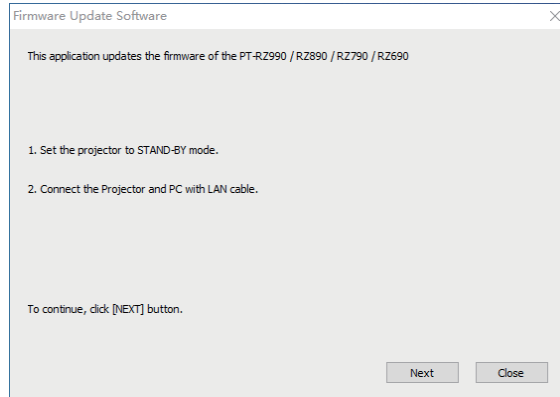 Firmware Update Software
This application updates the firmware of the PT-RZ990 / RZ890 / RZ790 / RZ690
1. Set the projector to STAND-BY mode.
2. Connect the Projector and PC with LAN cable.
To continue, click [NEXT] button.
Next Close